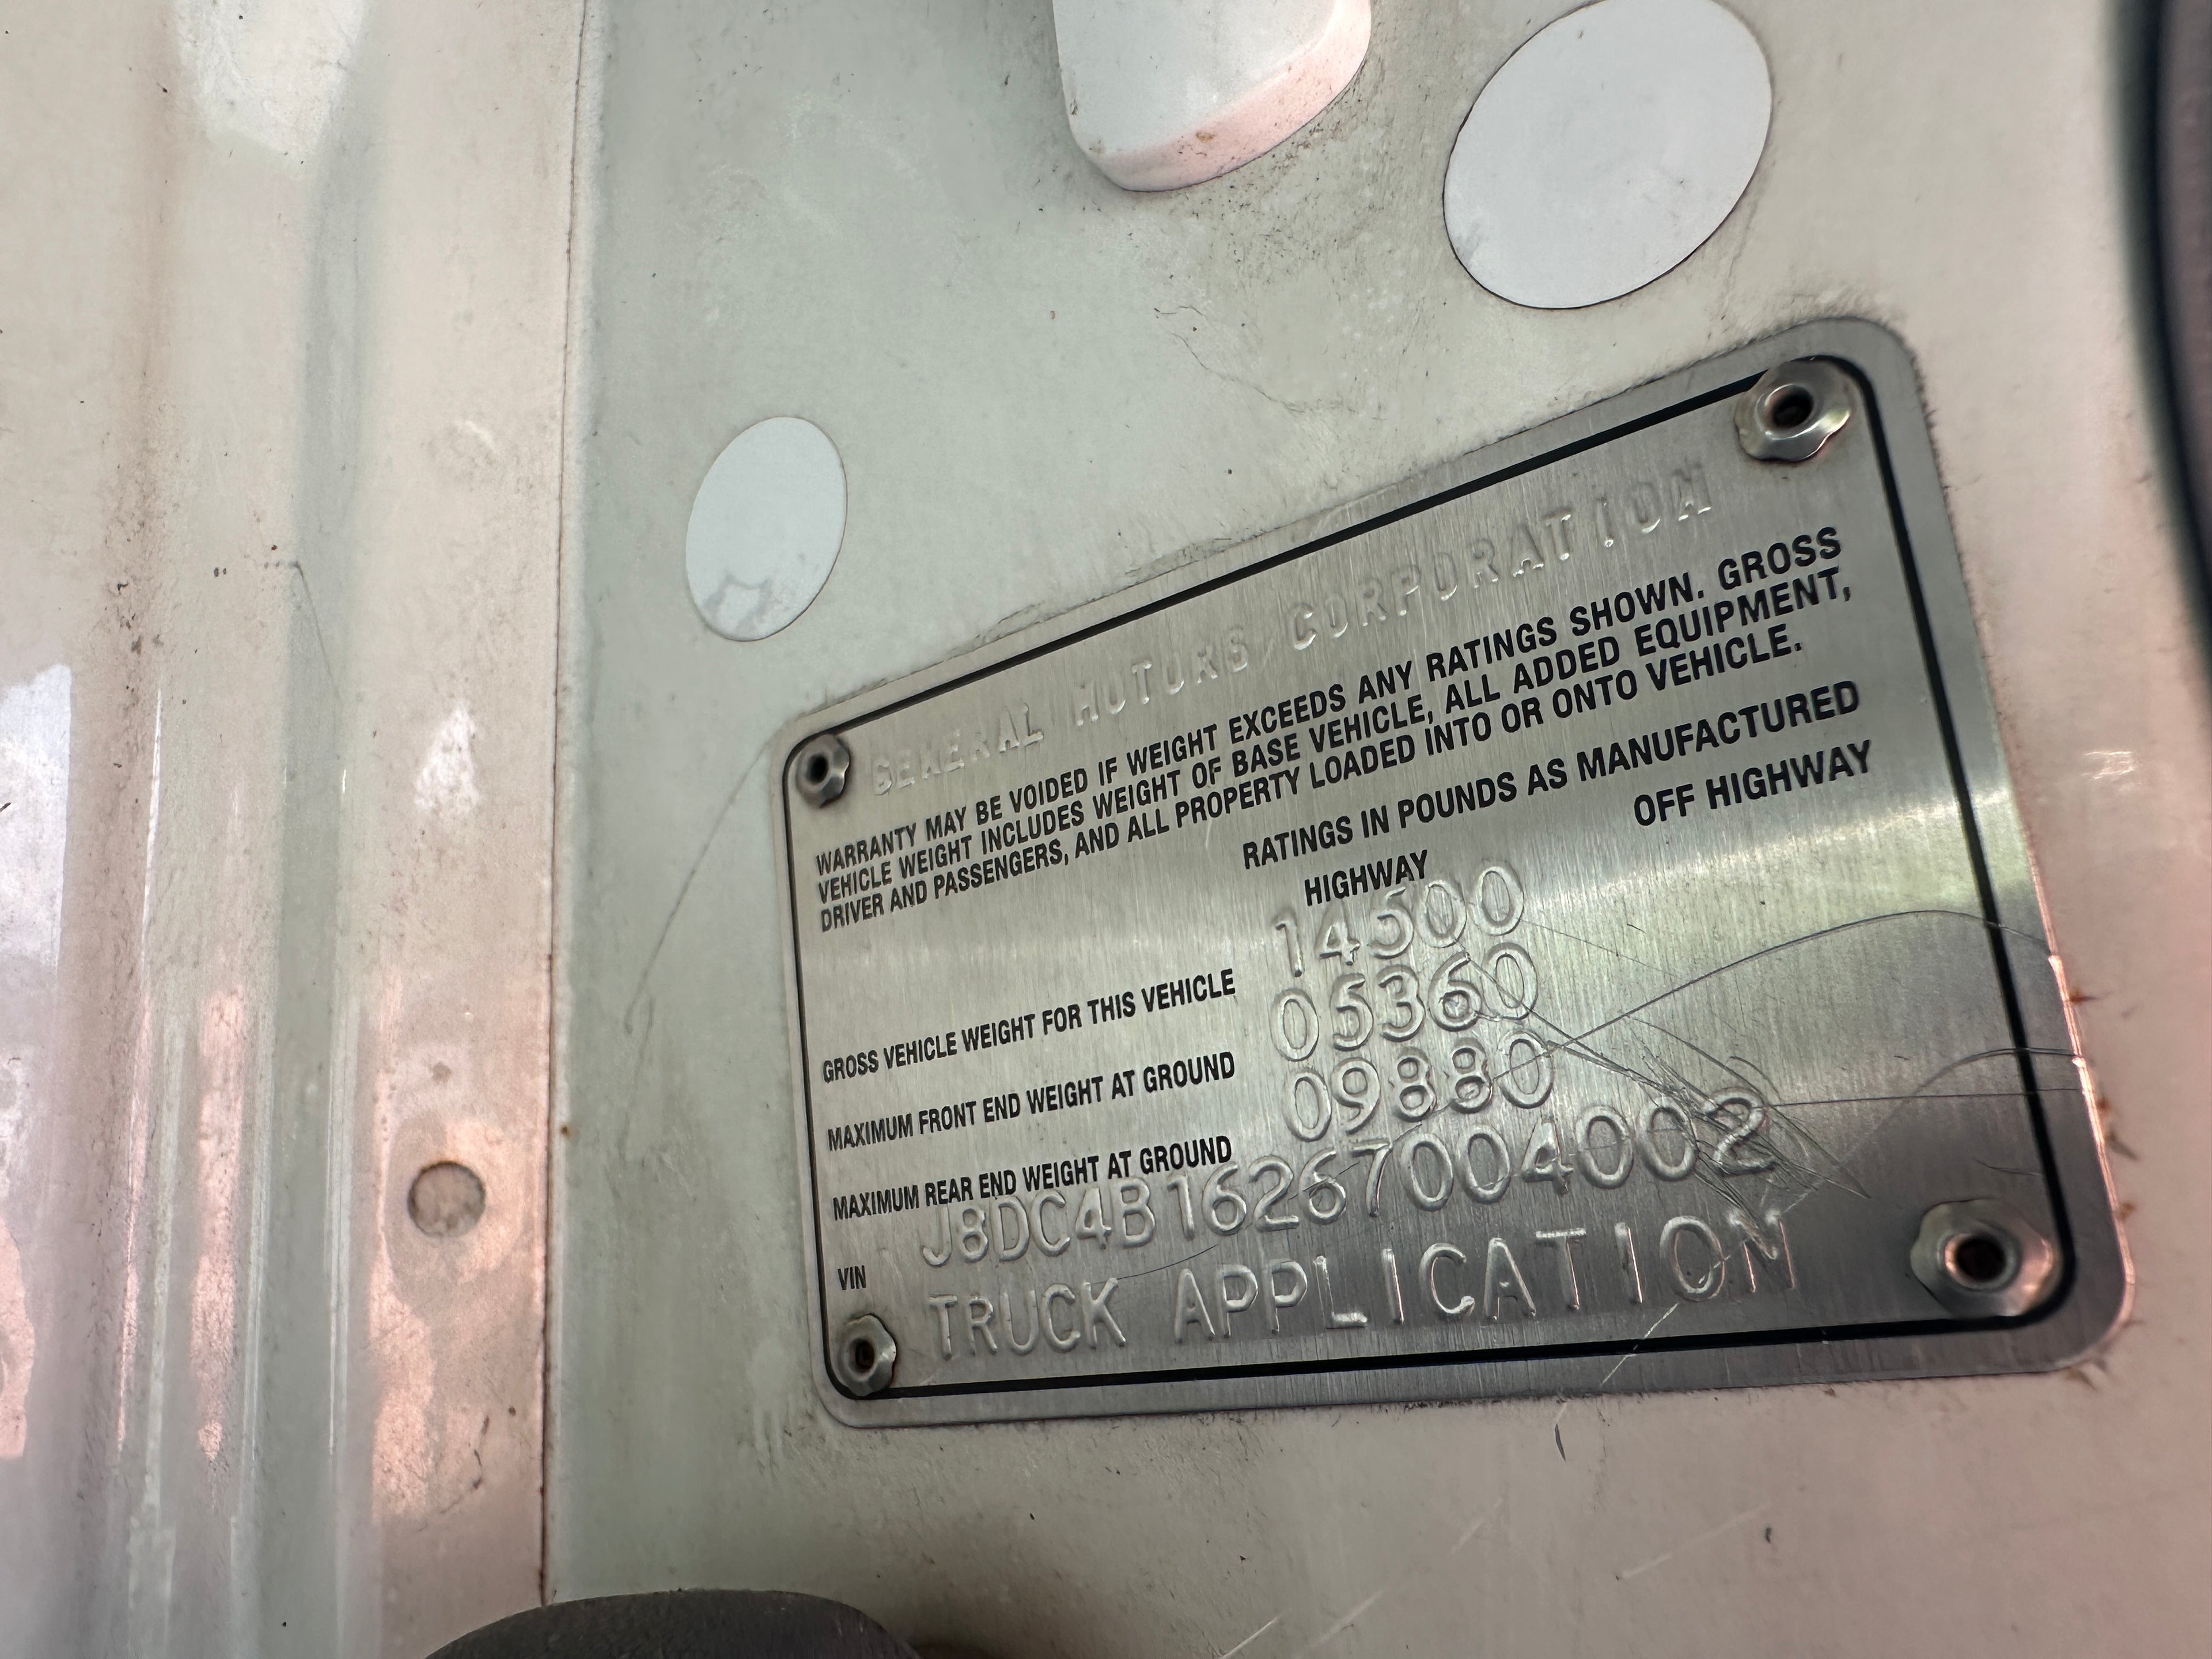 GENERAL MOTORS CORPORATION
WARRANTY MAY BE VOIDED IF WEIGHT EXCEEDS ANY RATINGS SHOWN. GROSS
VEHICLE WEIGHT INCLUDES WEIGHT OF BASE VEHICLE, ALL ADDED EQUIPMENT,
DRIVER AND PASSENGERS, AND ALL PROPERTY LOADED INTO OR ONTO VEHICLE.
RATINGS IN POUNDS AS MANUFACTURED
HIGHWAY OFF HIGHWAY
GROSS VEHICLE WEIGHT FOR THIS VEHICLE 14500
MAXIMUM FRONT END WEIGHT AT GROUND 05360
MAXIMUM REAR END WEIGHT AT GROUND 09880
VIN J8DC4B16267004002
TRUCK APPLICATION